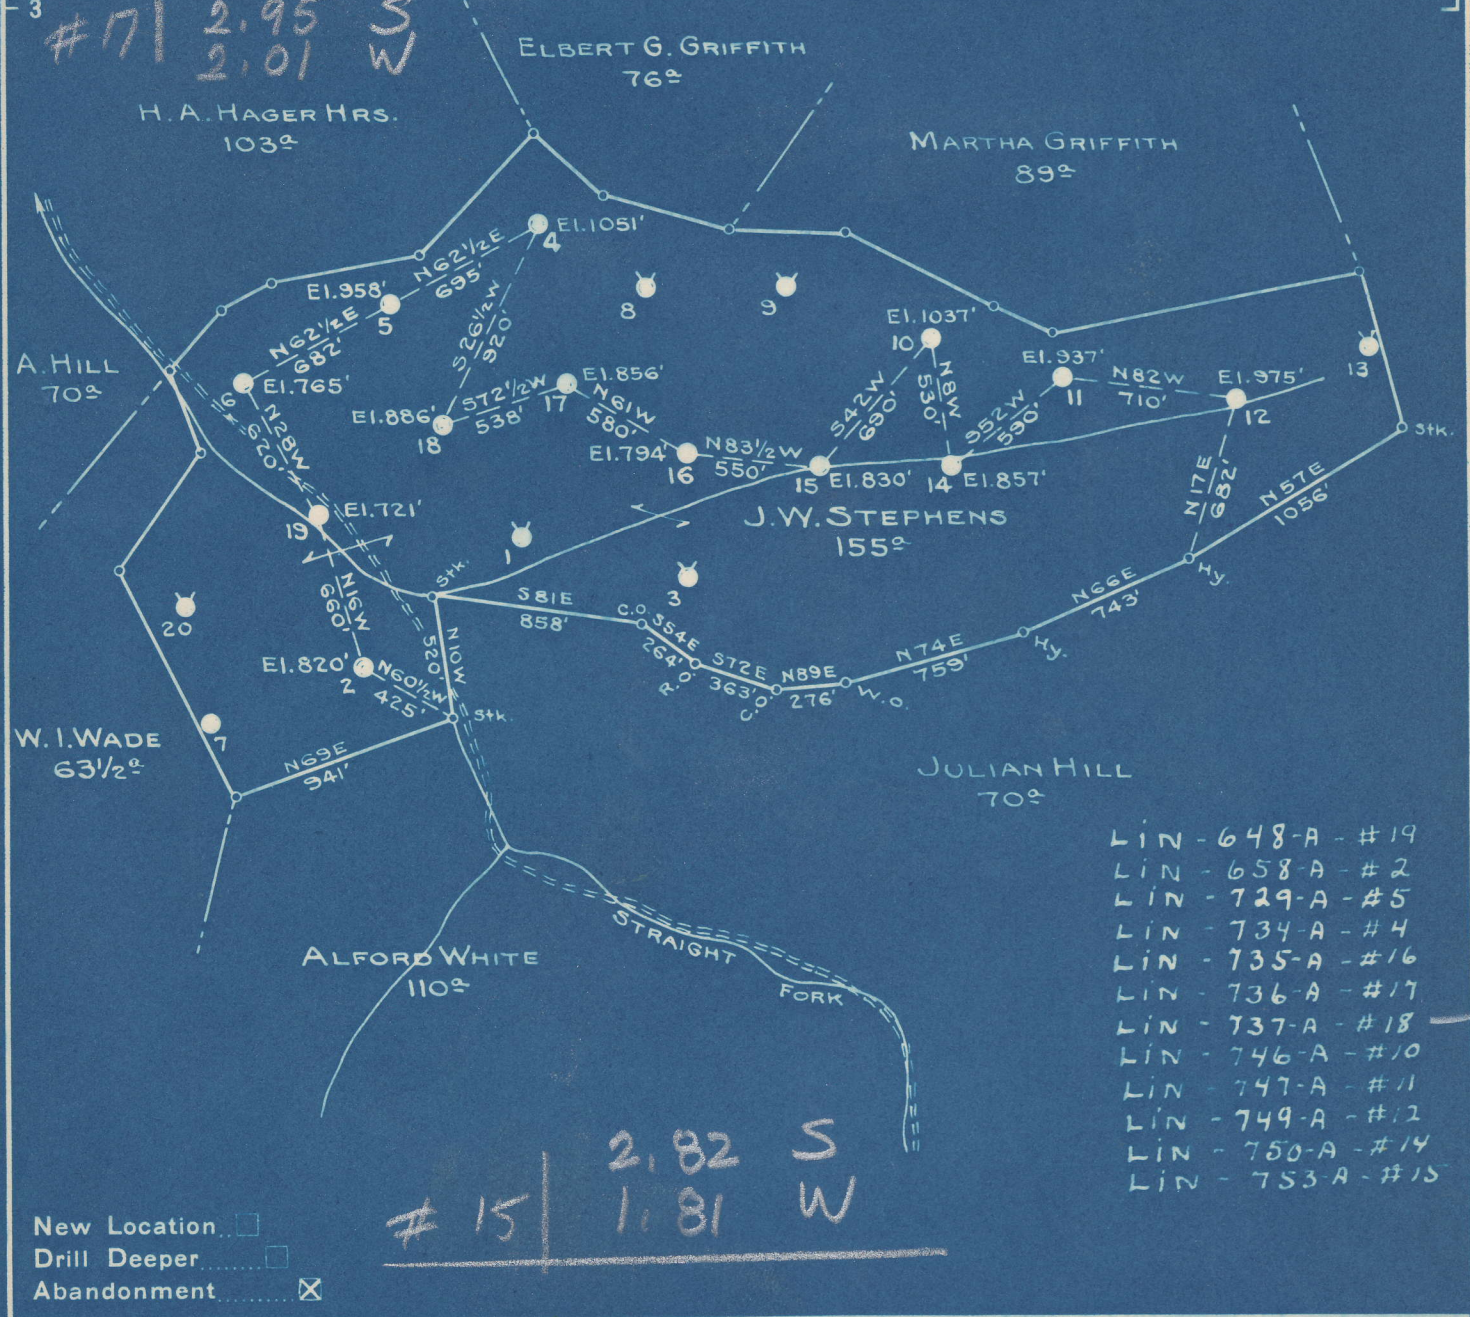 3
#17 2.95 S
2.01 W
ELBERT G. GRIFFITH
76a
H. A. HAGER HRS.
103a
MARTHA GRIFFITH
89a
4
El.1051'
N62½E
695'
El.958'
5
N62½E
682'
S26½W
920'
8
9
El.1037'
10
A. HILL
70a
6
El.765'
El.886'
18
S72½W
538'
17
El.856'
N61W
580'
S42W
690'
N8W
530'
S52W
590'
El.937'
11
N82W
710'
El.975'
12
13
Stk.
N28W
620'
El.794'
16
N83½W
550'
15
El.830'
14
El.857'
N17E
682'
N57E
1056'
J.W. STEPHENS
155a
19
El.721'
1
3
Stk.
S81E
858'
C.O.
S54E
264'
R.O.
S72E
363'
C.O.
N89E
276'
W.O.
N74E
759'
Hy.
N66E
743'
Hy.
20
N16W
660'
N10W
520
El.820'
2
N60½W
425'
Stk.
W. I. WADE
63½a
7
N69E
941'
JULIAN HILL
70a
ALFORD WHITE
110a
STRAIGHT
FORK
LIN - 648-A - #19
LIN - 658-A - #2
LIN - 729-A - #5
LIN - 734-A - #4
LIN - 735-A - #16
LIN - 736-A - #17
LIN - 737-A - #18
LIN - 746-A - #10
LIN - 747-A - #11
LIN - 749-A - #12
LIN - 750-A - #14
LIN - 753-A - #15
2.82 S
#15 1.81 W
New Location
Drill Deeper
Abandonment ☒